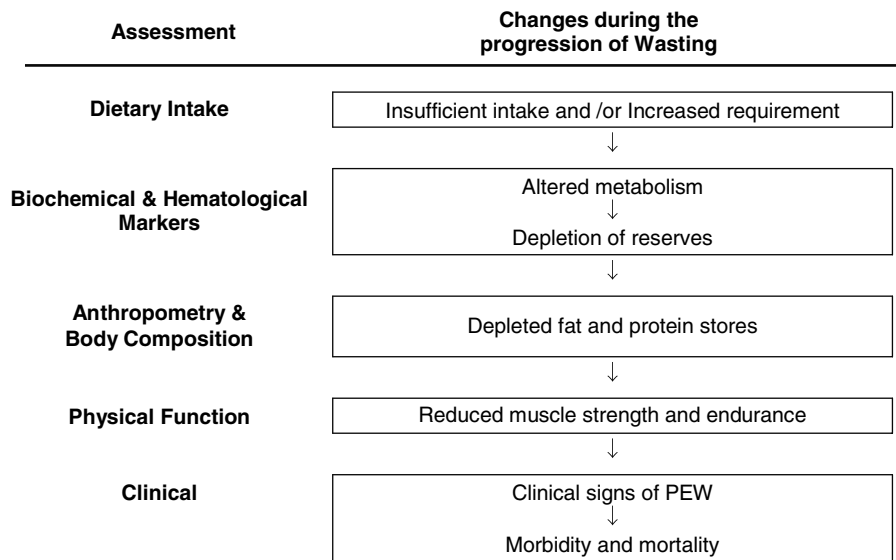 Assessment
Changes during the
progression of Wasting
Dietary Intake
Insufficient intake and /or Increased requirement
↓
Biochemical & Hematological
Markers
Altered metabolism
↓
Depletion of reserves
↓
Anthropometry &
Body Composition
Depleted fat and protein stores
↓
Physical Function
Reduced muscle strength and endurance
↓
Clinical
Clinical signs of PEW
↓
Morbidity and mortality